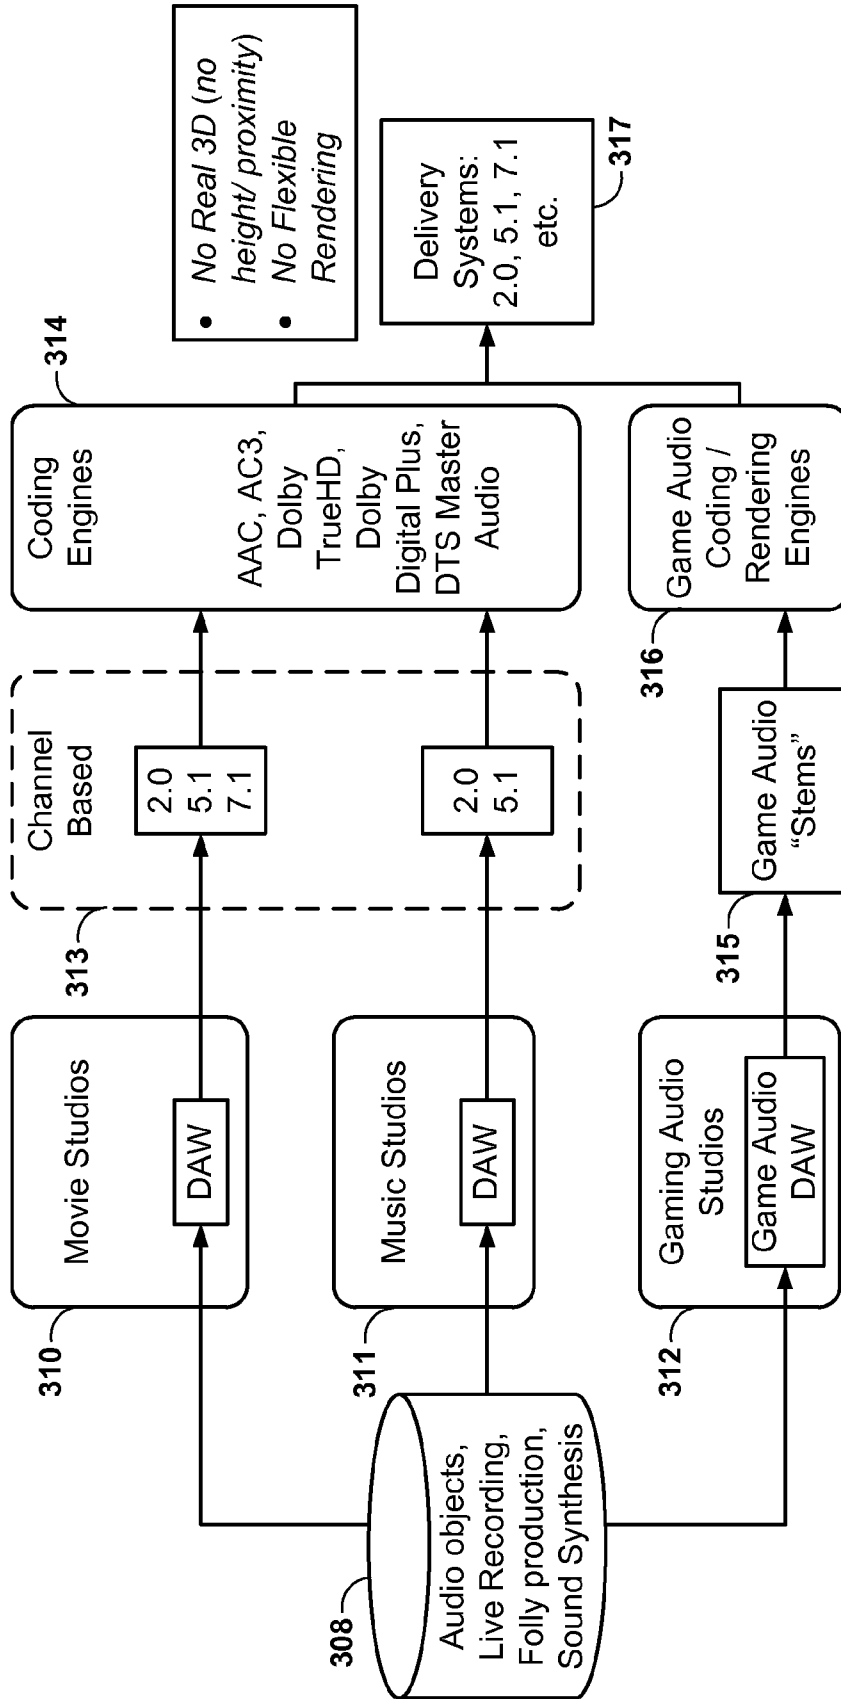 308
Audio objects,
Live Recording,
Folly production,
Sound Synthesis
310
Movie Studios
DAW
311
Music Studios
DAW
312
Gaming Audio
Studios
Game Audio
DAW
313
Channel
Based
2.0
5.1
7.1
2.0
5.1
315
Game Audio
“Stems”
314
Coding
Engines
AAC, AC3,
Dolby
TrueHD,
Dolby
Digital Plus,
DTS Master
Audio
316
Game Audio
Coding /
Rendering
Engines
• No Real 3D (no
height/ proximity)
• No Flexible
Rendering
Delivery
Systems:
2.0, 5.1, 7.1
etc.
317